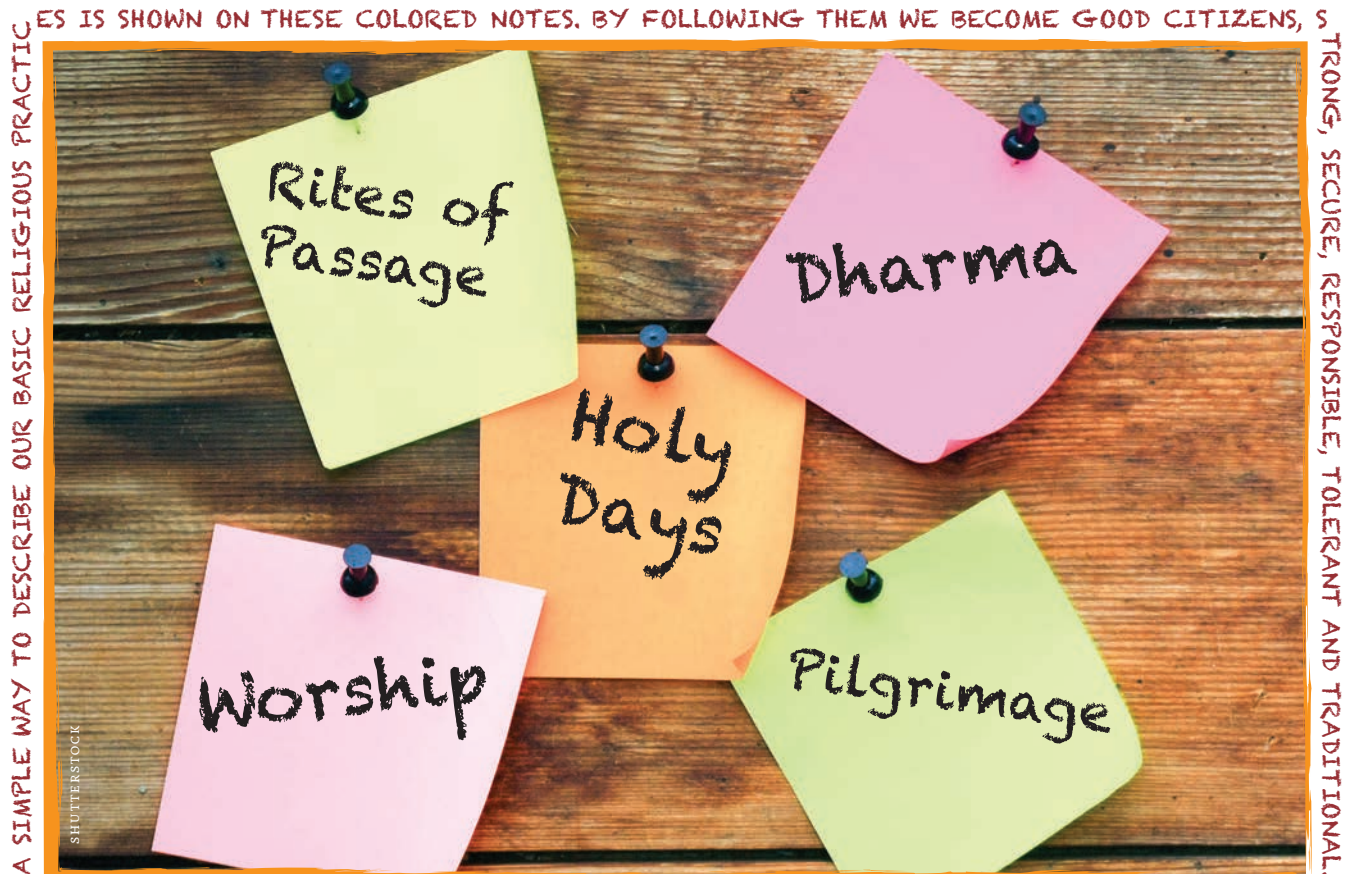 A SIMPLE WAY TO DESCRIBE OUR BASIC RELIGIOUS PRACTIC
ES IS SHOWN ON THESE COLORED NOTES. BY FOLLOWING THEM WE BECOME GOOD CITIZENS, S
TRONG, SECURE, RESPONSIBLE, TOLERANT AND TRADITIONAL.
Rites of
Passage
Dharma
Holy
Days
Worship
Pilgrimage
SHUTTERSTOCK